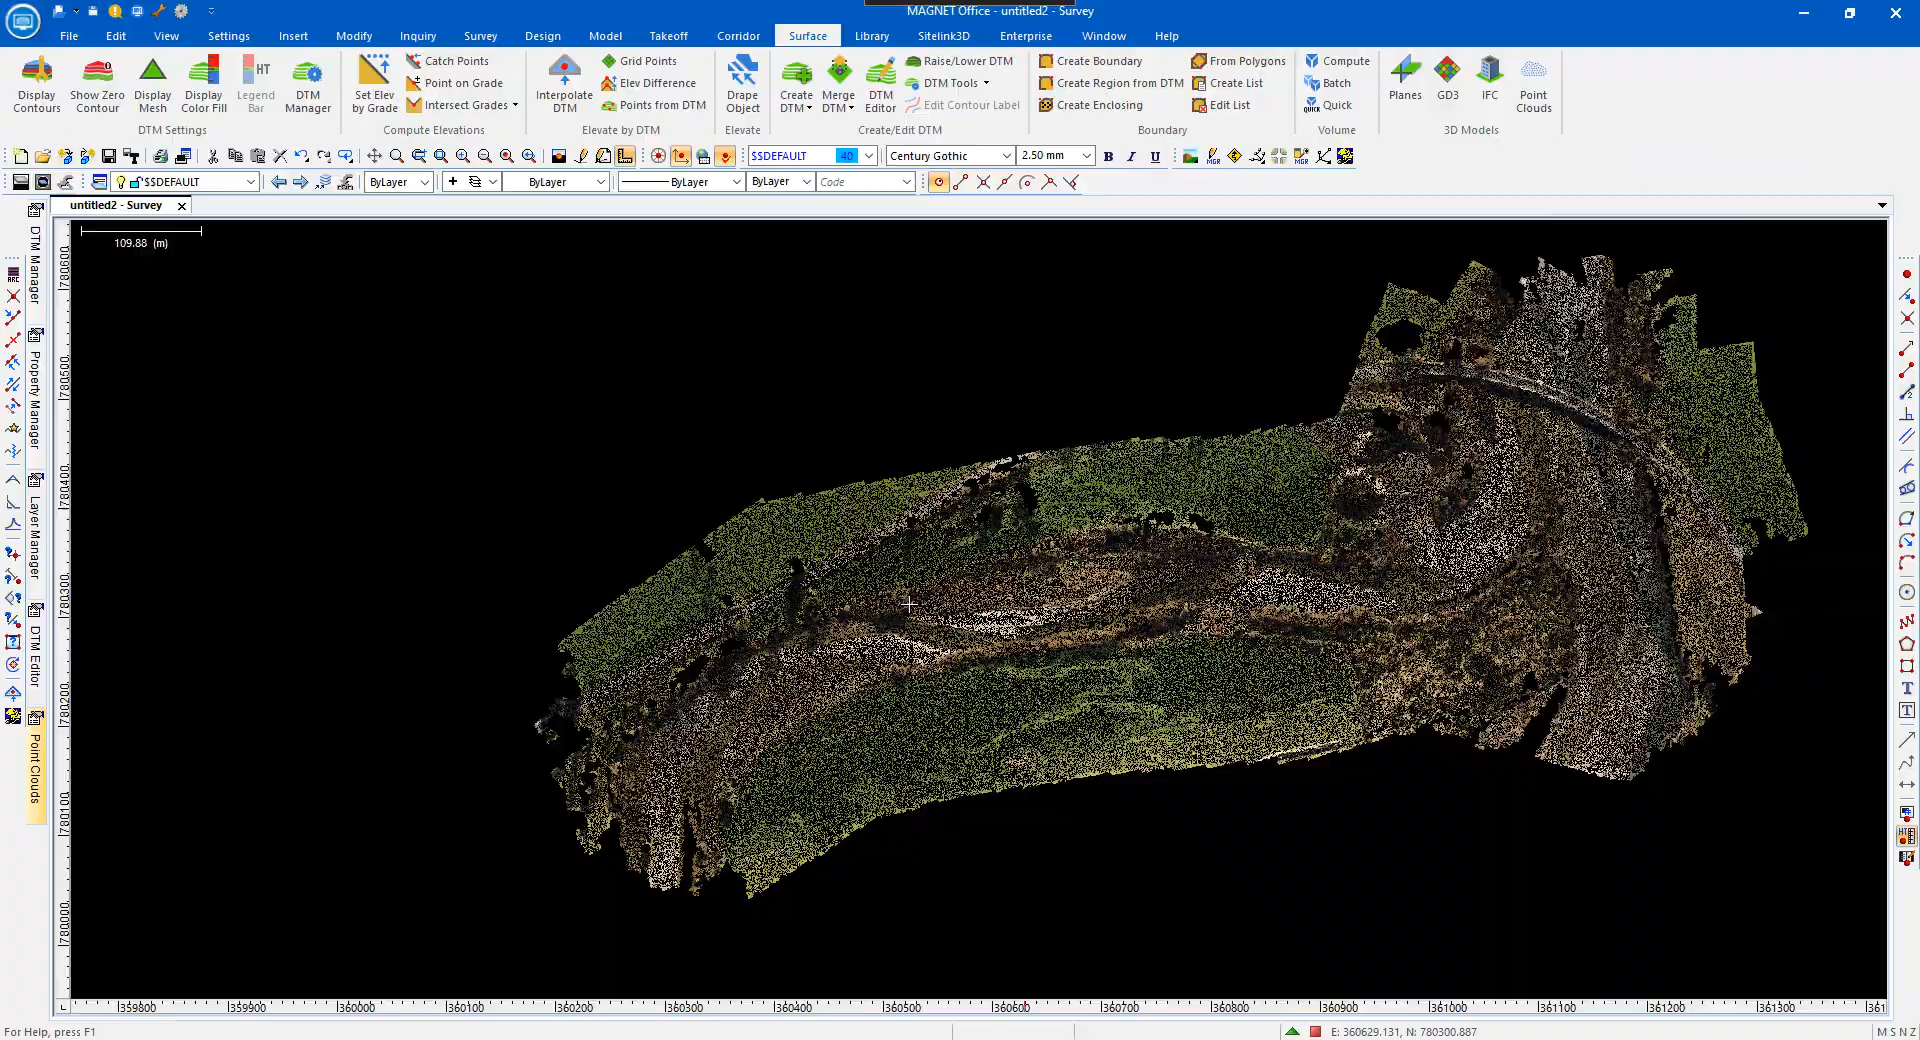 MAGNET Office - untitled2 - Survey
File Edit View Settings Insert Modify Inquiry Survey Design Model Takeoff Corridor Surface Library Sitelink3D Enterprise Window Help
Display Contours
Show Zero Contour
Display Mesh
Display Color Fill
Legend Bar
DTM Manager
DTM Settings
Set Elev by Grade
Catch Points
Point on Grade
Intersect Grades
Compute Elevations
Interpolate DTM
Grid Points
Elev Difference
Points from DTM
Elevate by DTM
Drape Object
Elevate
Create DTM
Merge DTM
DTM Editor
Raise/Lower DTM
DTM Tools
Edit Contour Label
Create/Edit DTM
Create Boundary
Create Region from DTM
Create Enclosing
From Polygons
Create List
Edit List
Boundary
Compute
Batch
QUICK Quick
Volume
Planes
GD3
IFC
Point Clouds
3D Models
$$DEFAULT 40 Century Gothic 2.50 mm B I U
$$DEFAULT ByLayer ByLayer ByLayer ByLayer Code
untitled2 - Survey
109.88 (m)
DTM Manager
Property Manager
Layer Manager
DTM Editor
Point Clouds
780600
780500
780400
780300
780200
780100
780000
359800 359900 360000 360100 360200 360300 360400 360500 360600 360700 360800 360900 361000 361100 361200 361300 361
For Help, press F1
E: 360629.131, N: 780300.887
M S N Z